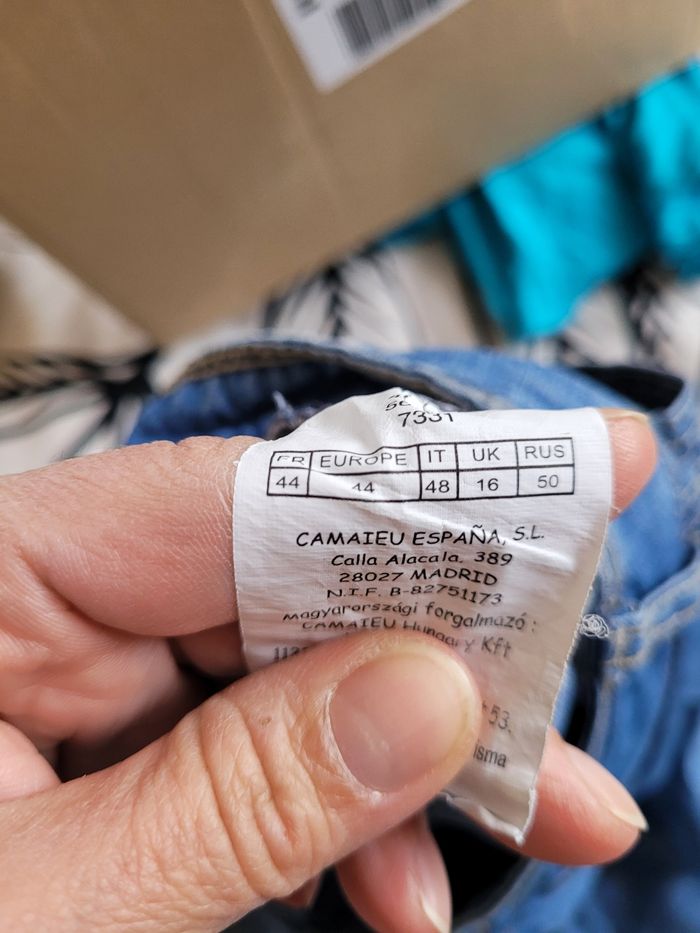 7331
FR EUROPE IT UK RUS
44 44 48 16 50
CAMAIEU ESPAÑA, S.L.
Calla Alacala. 389
28027 MADRID
N.I.F. B-82751173
Magyarországi forgalmazó :
CAMAIEU Hungary Kft
53.